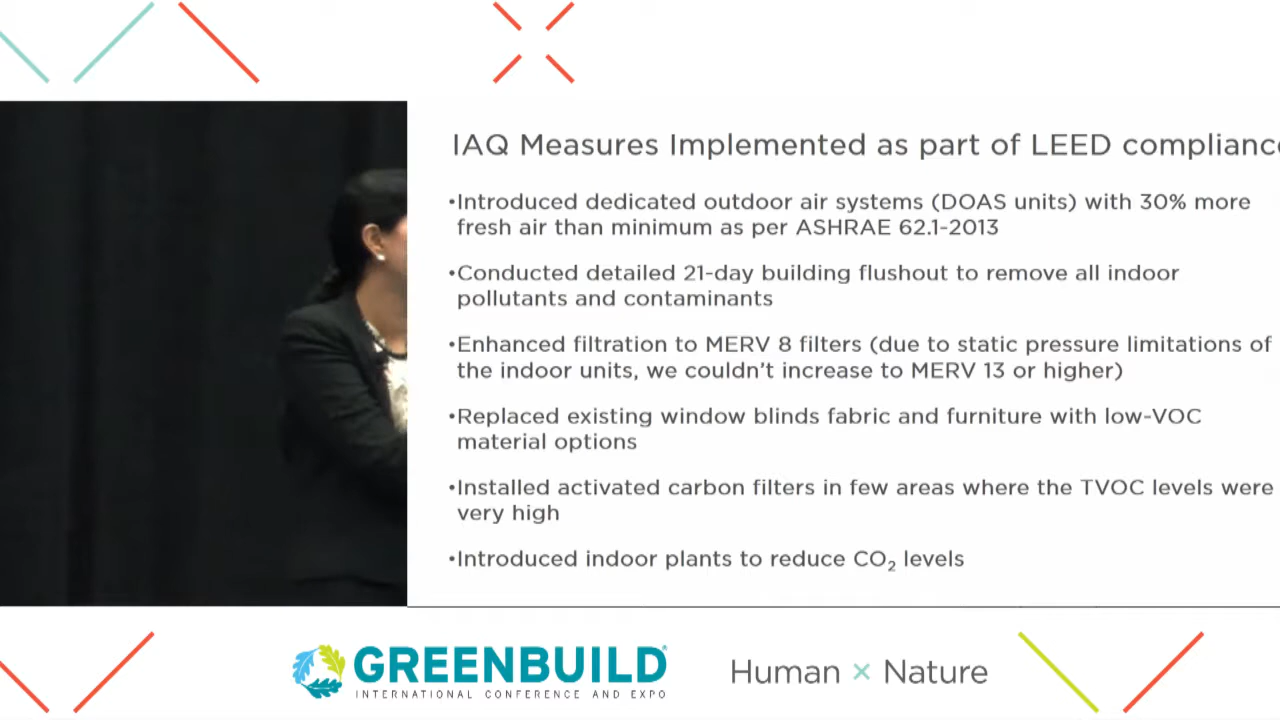 IAQ Measures Implemented as part of LEED compliance
•Introduced dedicated outdoor air systems (DOAS units) with 30% more
fresh air than minimum as per ASHRAE 62.1-2013
•Conducted detailed 21-day building flushout to remove all indoor
pollutants and contaminants
•Enhanced filtration to MERV 8 filters (due to static pressure limitations of
the indoor units, we couldn't increase to MERV 13 or higher)
•Replaced existing window blinds fabric and furniture with low-VOC
material options
•Installed activated carbon filters in few areas where the TVOC levels were
very high
•Introduced indoor plants to reduce CO₂ levels
GREENBUILD®
INTERNATIONAL CONFERENCE AND EXPO
Human × Nature